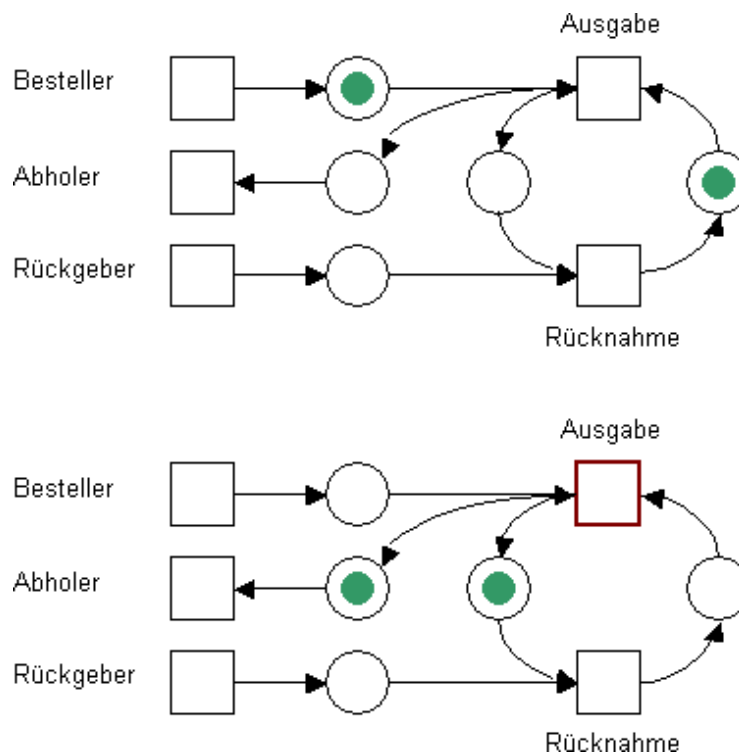 Ausgabe
Besteller
Abholer
Rückgeber
Rücknahme
Ausgabe
Besteller
Abholer
Rückgeber
Rücknahme